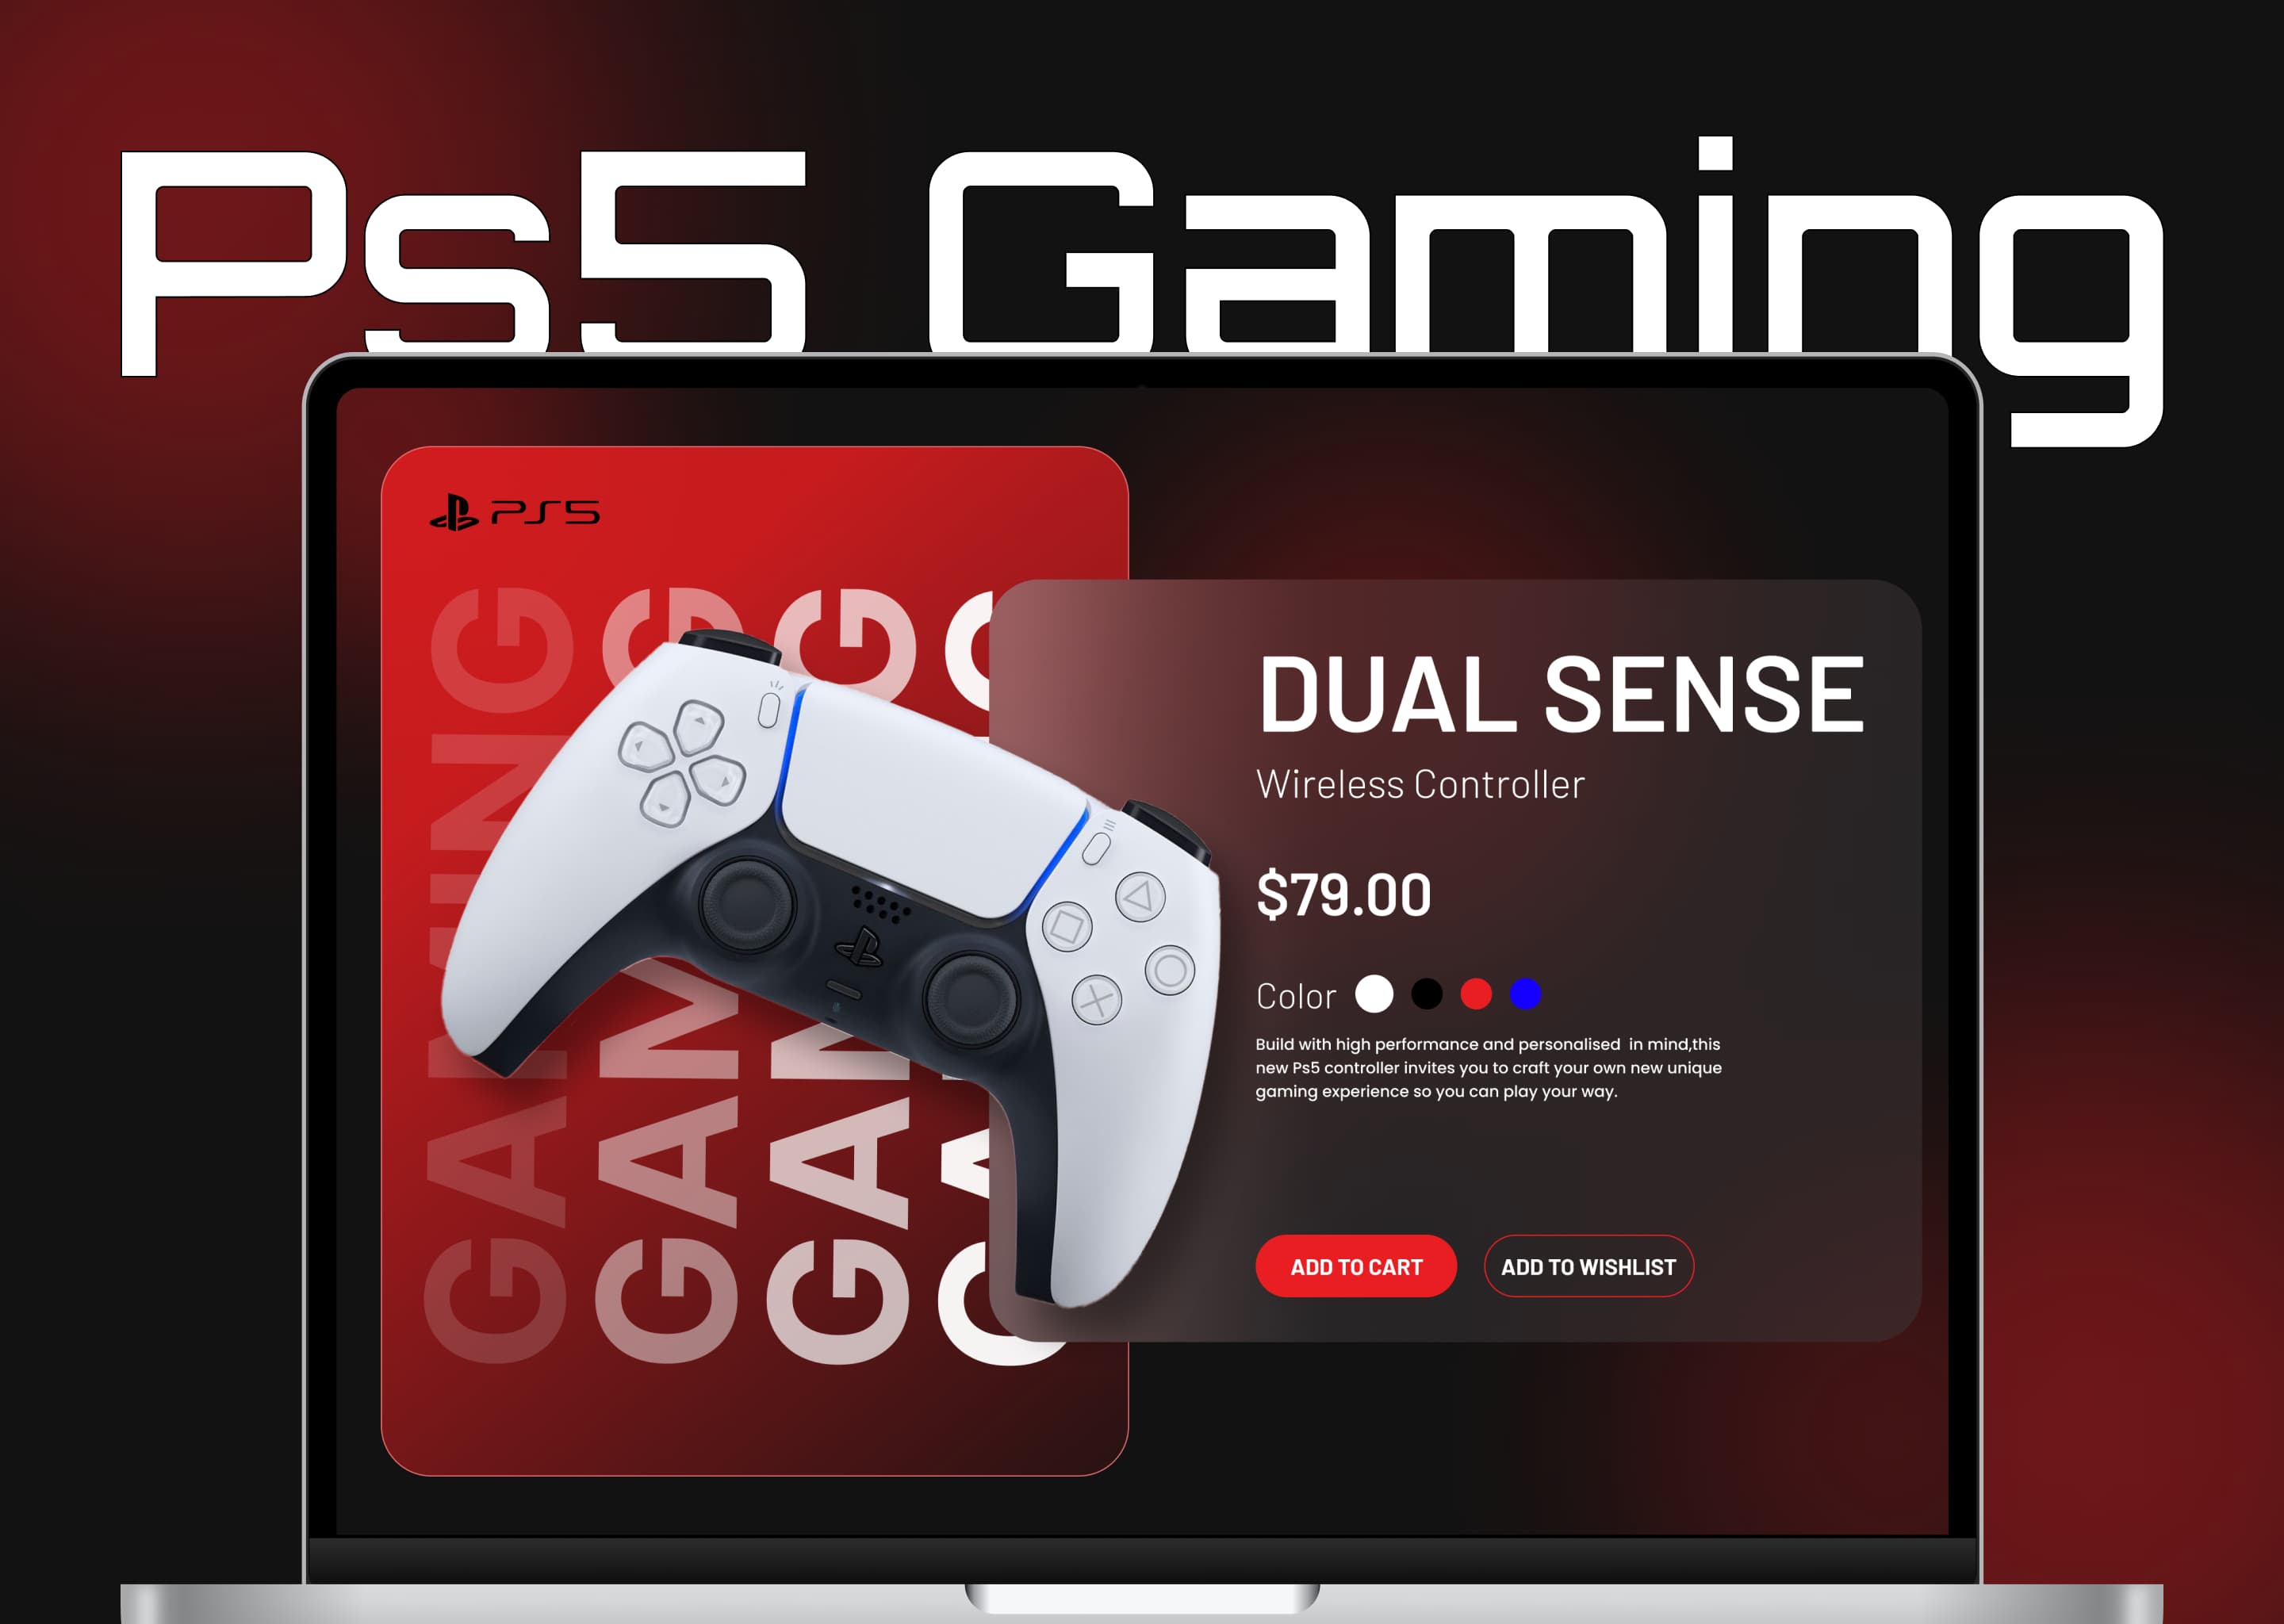 Ps5 Gaming
PS5
GAMING
GAMING
GAMING
DUAL SENSE
Wireless Controller
$79.00
Color
Build with high performance and personalised  in mind,this
new Ps5 controller invites you to craft your own new unique
gaming experience so you can play your way.
ADD TO CART
ADD TO WISHLIST